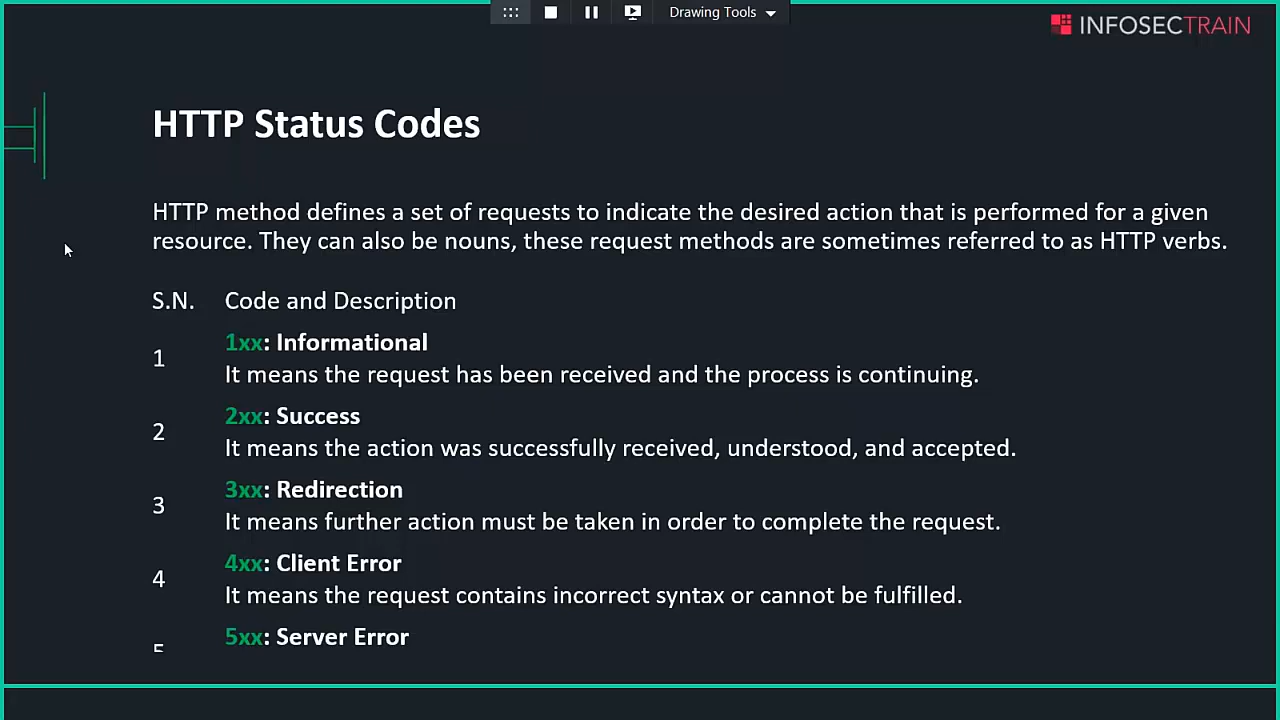 Drawing Tools
INFOSECTRAIN
HTTP Status Codes
HTTP method defines a set of requests to indicate the desired action that is performed for a given
resource. They can also be nouns, these request methods are sometimes referred to as HTTP verbs.
S.N. Code and Description
1
1xx: Informational
It means the request has been received and the process is continuing.
2
2xx: Success
It means the action was successfully received, understood, and accepted.
3
3xx: Redirection
It means further action must be taken in order to complete the request.
4
4xx: Client Error
It means the request contains incorrect syntax or cannot be fulfilled.
5
5xx: Server Error